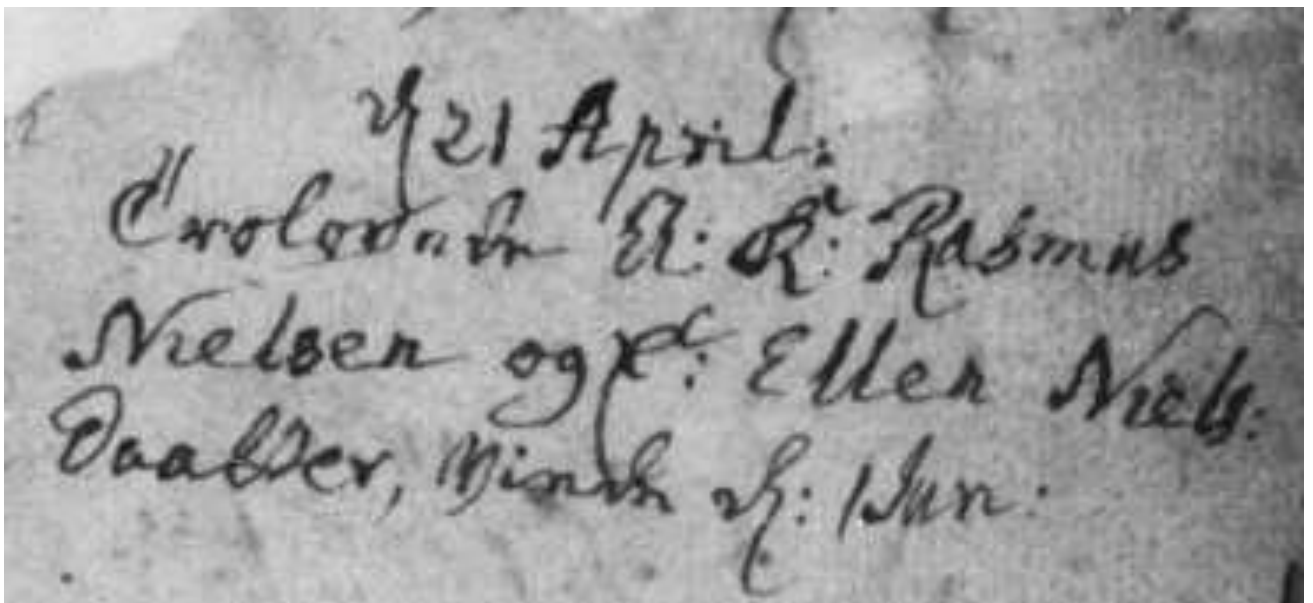 d 21 April.
Trolovede U: K: Rasmus
Nielsen og P: Ellen Niels:
Daatter, Viede d: 1 Jun: